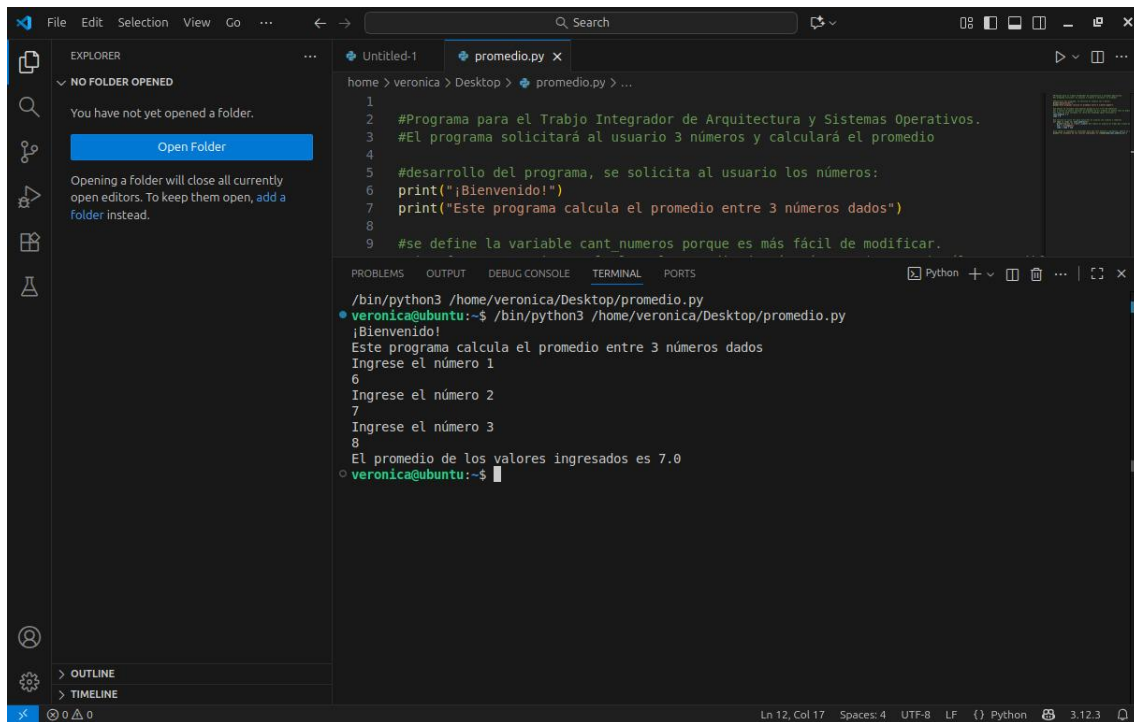 File Edit Selection View Go ··· Search
EXPLORER ···
NO FOLDER OPENED
You have not yet opened a folder.
Open Folder
Opening a folder will close all currently
open editors. To keep them open, add a
folder instead.
OUTLINE
TIMELINE
Untitled-1 promedio.py
home > veronica > Desktop > promedio.py > ...
1
2 #Programa para el Trabjo Integrador de Arquitectura y Sistemas Operativos.
3 #El programa solicitará al usuario 3 números y calculará el promedio
4
5 #desarrollo del programa, se solicita al usuario los números:
6 print("¡Bienvenido!")
7 print("Este programa calcula el promedio entre 3 números dados")
8
9 #se define la variable cant_numeros porque es más fácil de modificar.
PROBLEMS OUTPUT DEBUG CONSOLE TERMINAL PORTS Python
/bin/python3 /home/veronica/Desktop/promedio.py
veronica@ubuntu:~$ /bin/python3 /home/veronica/Desktop/promedio.py
¡Bienvenido!
Este programa calcula el promedio entre 3 números dados
Ingrese el número 1
6
Ingrese el número 2
7
Ingrese el número 3
8
El promedio de los valores ingresados es 7.0
veronica@ubuntu:~$
0 0 Ln 12, Col 17 Spaces: 4 UTF-8 LF {} Python 3.12.3